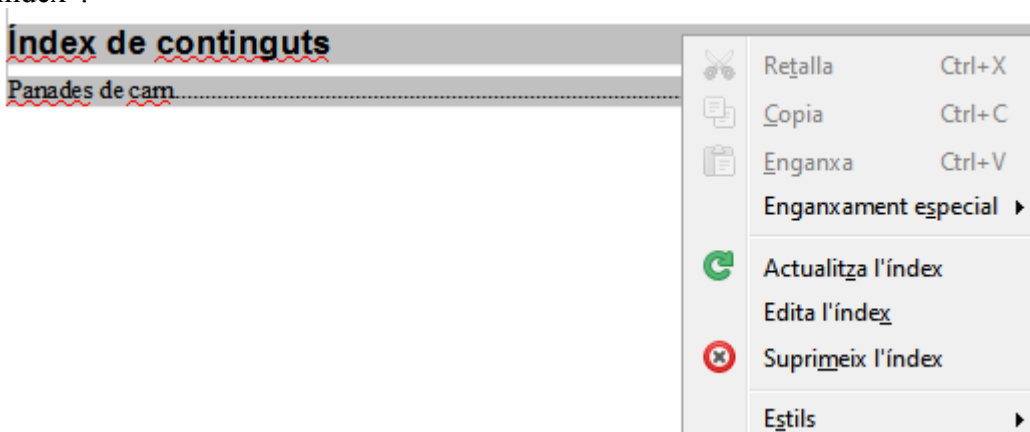 Índex de continguts
Panades de carn
Retalla Ctrl+X
Copia Ctrl+C
Enganxa Ctrl+V
Enganxament especial
Actualitza l'índex
Edita l'índex
Suprimeix l'índex
Estils